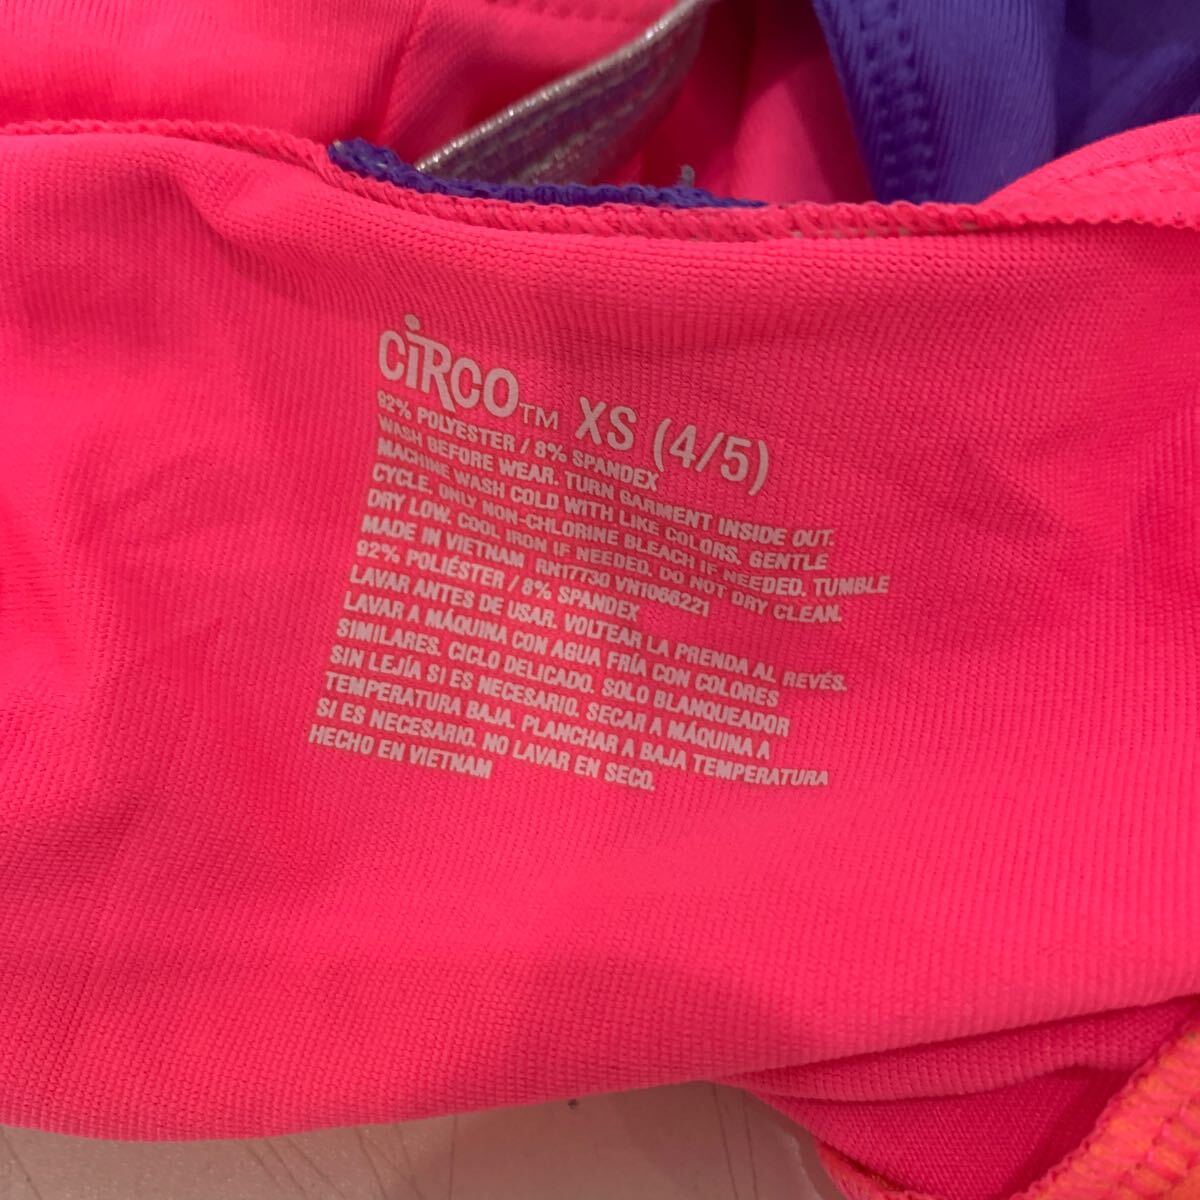 CiRCO™ XS (4/5)
92% POLYESTER / 8% SPANDEX
WASH BEFORE WEAR. TURN GARMENT INSIDE OUT.
MACHINE WASH COLD WITH LIKE COLORS. GENTLE
CYCLE. ONLY NON-CHLORINE BLEACH IF NEEDED. TUMBLE
DRY LOW. COOL IRON IF NEEDED. DO NOT DRY CLEAN.
MADE IN VIETNAM RN17730 VN1066221
92% POLIÉSTER / 8% SPANDEX
LAVAR ANTES DE USAR. VOLTEAR LA PRENDA AL REVÉS.
LAVAR A MÁQUINA CON AGUA FRÍA CON COLORES
SIMILARES. CICLO DELICADO. SOLO BLANQUEADOR
SIN LEJÍA SI ES NECESARIO. SECAR A MÁQUINA A
TEMPERATURA BAJA. PLANCHAR A BAJA TEMPERATURA
SI ES NECESARIO. NO LAVAR EN SECO.
HECHO EN VIETNAM